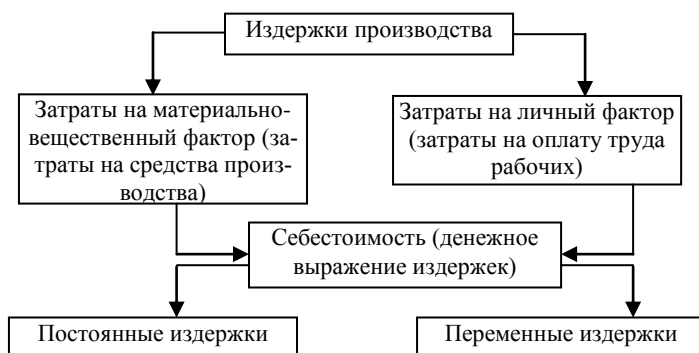 Издержки производства
Затраты на материально-
вещественный фактор (за-
траты на средства произ-
водства)
Затраты на личный фактор
(затраты на оплату труда
рабочих)
Себестоимость (денежное
выражение издержек)
Постоянные издержки
Переменные издержки